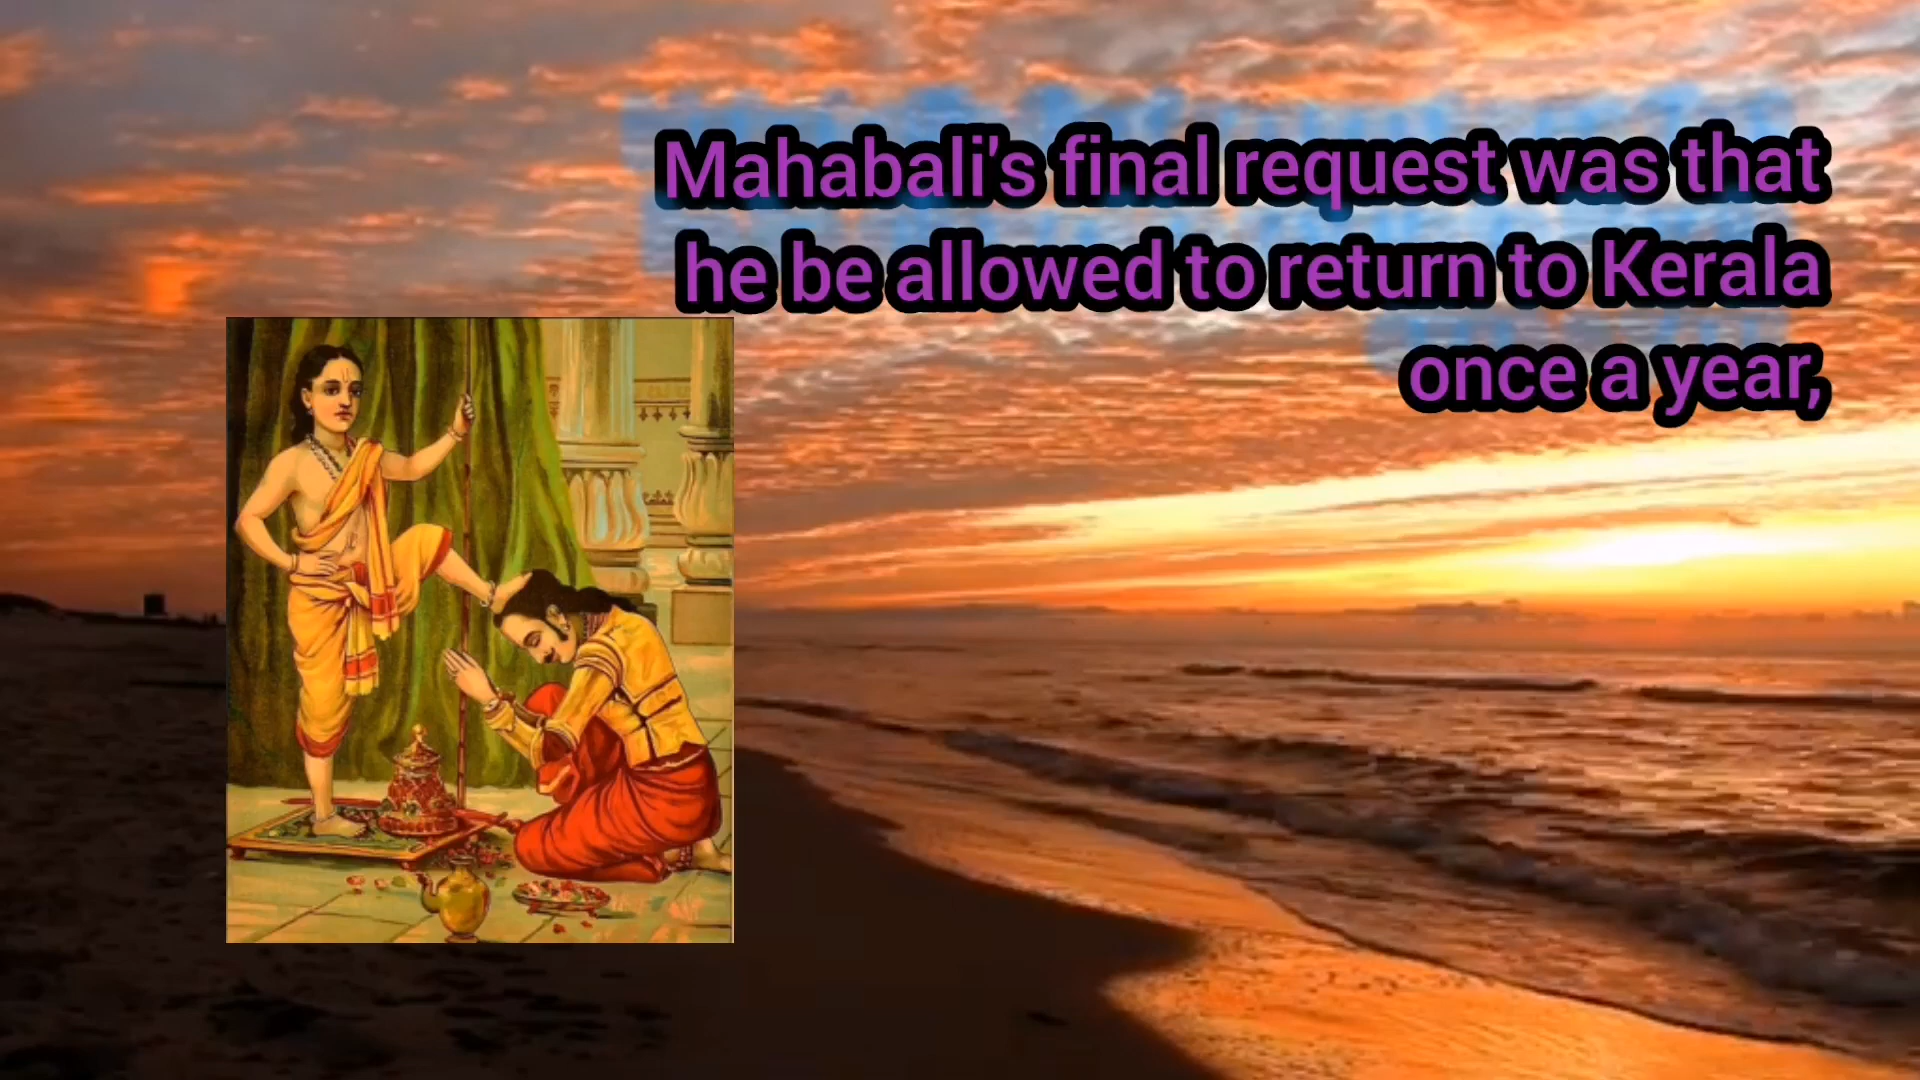 Mahabali's final request was that
he be allowed to return to Kerala
once a year,